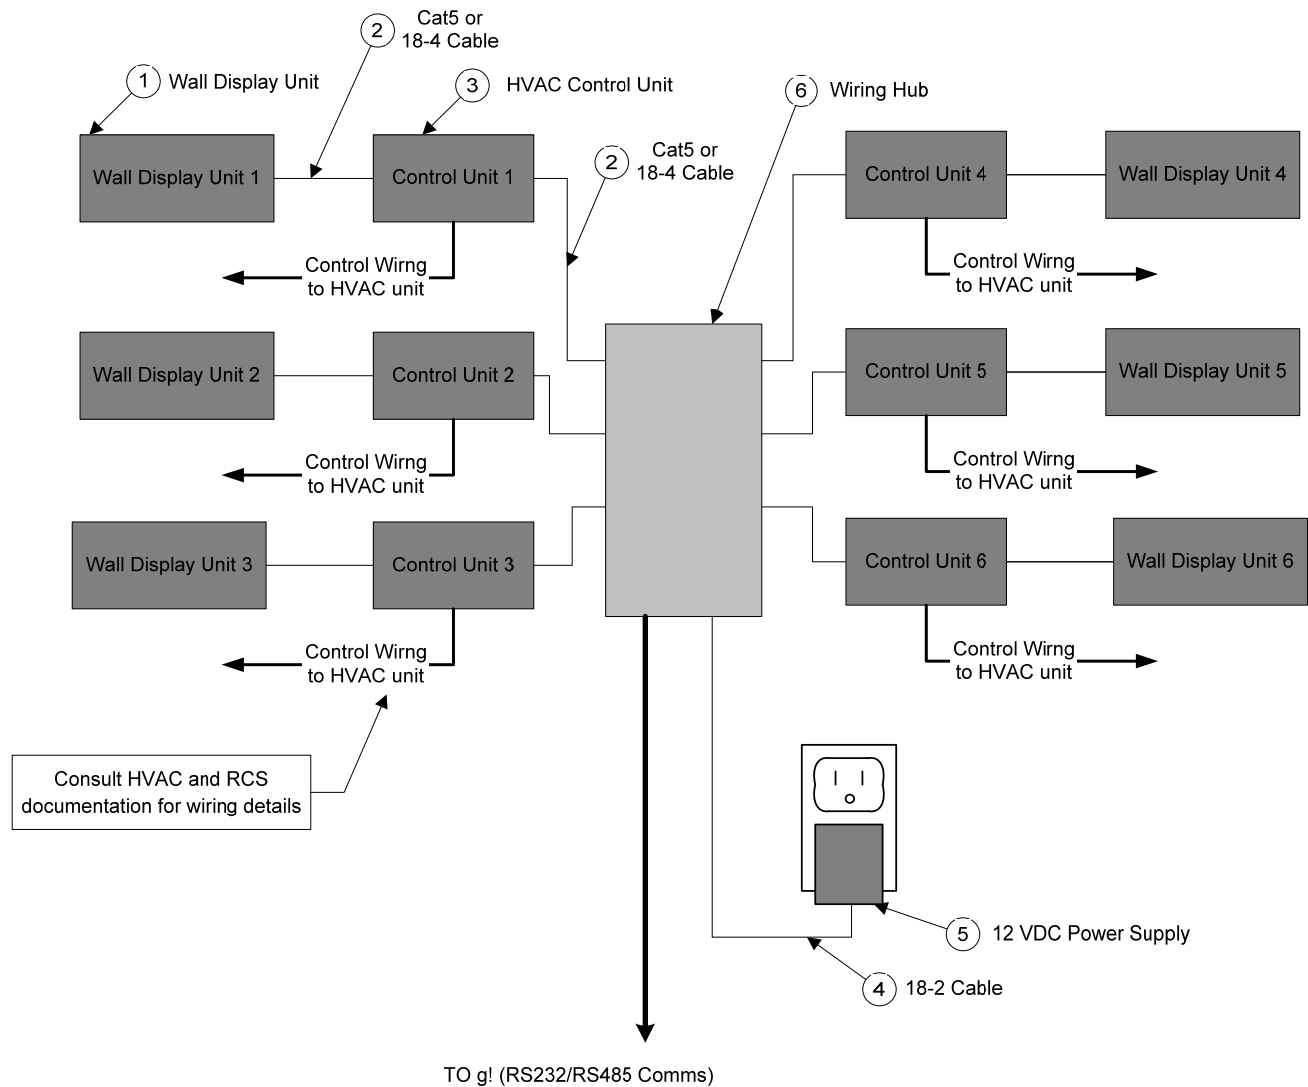 2
Cat5 or
18-4 Cable
1 Wall Display Unit
3 HVAC Control Unit
6 Wiring Hub
2
Cat5 or
18-4 Cable
Wall Display Unit 1
Control Unit 1
Control Unit 4
Wall Display Unit 4
Control Wirng
to HVAC unit
Control Wirng
to HVAC unit
Wall Display Unit 2
Control Unit 2
Control Unit 5
Wall Display Unit 5
Control Wirng
to HVAC unit
Control Wirng
to HVAC unit
Wall Display Unit 3
Control Unit 3
Control Unit 6
Wall Display Unit 6
Control Wirng
to HVAC unit
Control Wirng
to HVAC unit
Consult HVAC and RCS
documentation for wiring details
5 12 VDC Power Supply
4 18-2 Cable
TO g! (RS232/RS485 Comms)